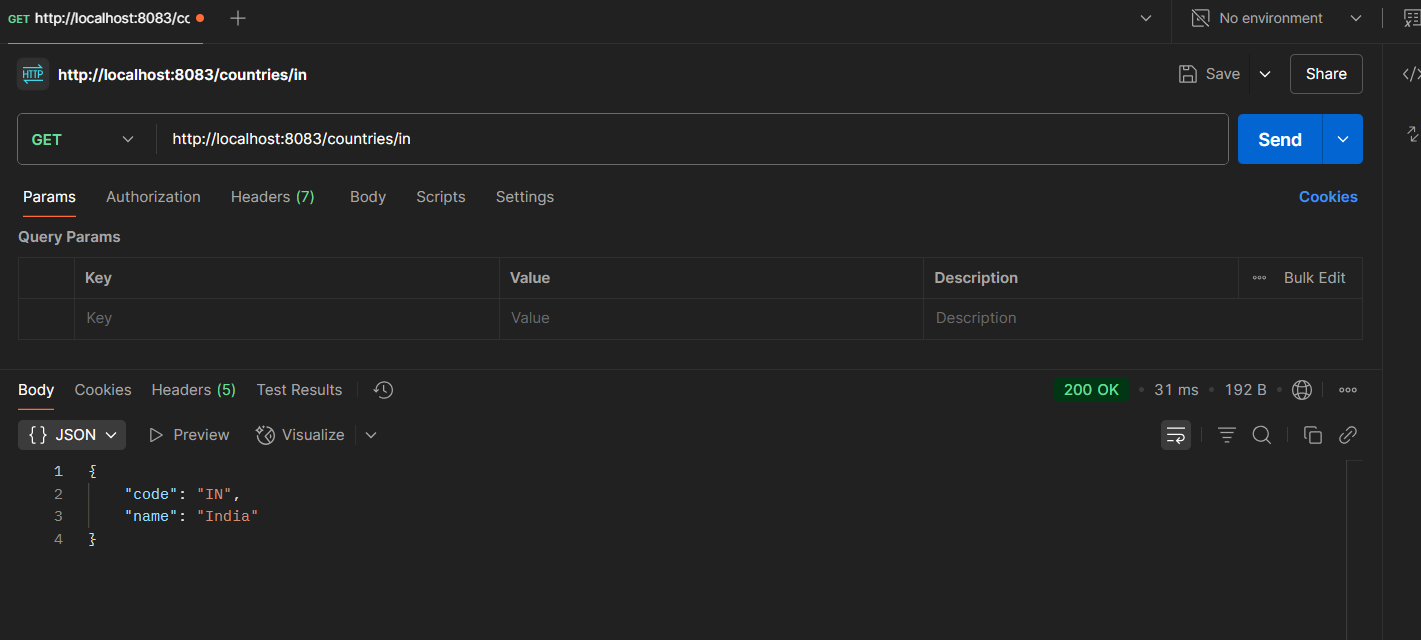 GET http://localhost:8083/cc
No environment
HTTP http://localhost:8083/countries/in
Save
Share
GET
http://localhost:8083/countries/in
Send
Params Authorization Headers (7) Body Scripts Settings
Cookies
Query Params
Key Value Description Bulk Edit
Key Value Description
Body Cookies Headers (5) Test Results
200 OK • 31 ms • 192 B
{} JSON Preview Visualize
1 {
2 "code": "IN",
3 "name": "India"
4 }